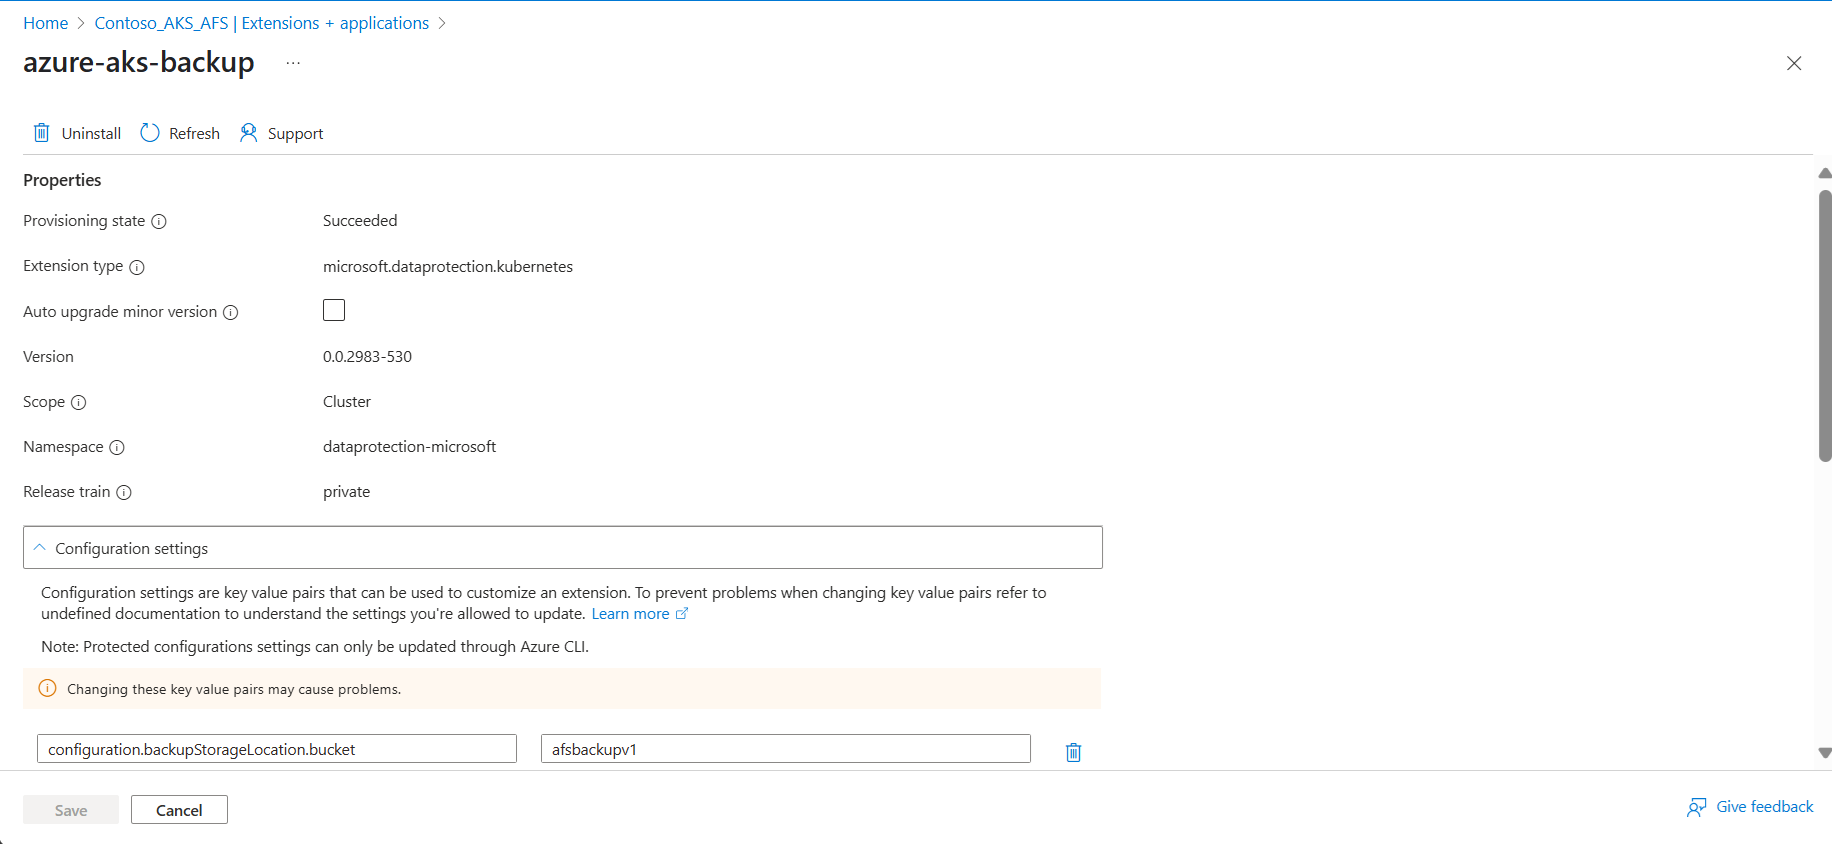 Home > Contoso_AKS_AFS | Extensions + applications >
azure-aks-backup ...
Uninstall Refresh Support
Properties
Provisioning state Succeeded
Extension type microsoft.dataprotection.kubernetes
Auto upgrade minor version
Version 0.0.2983-530
Scope Cluster
Namespace dataprotection-microsoft
Release train private
Configuration settings
Configuration settings are key value pairs that can be used to customize an extension. To prevent problems when changing key value pairs refer to
undefined documentation to understand the settings you're allowed to update. Learn more
Note: Protected configurations settings can only be updated through Azure CLI.
Changing these key value pairs may cause problems.
configuration.backupStorageLocation.bucket afsbackupv1
Save Cancel Give feedback